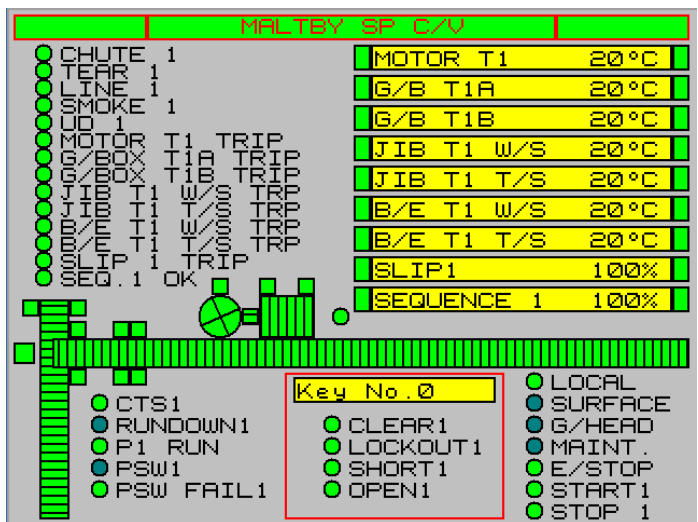 MALTBY SP C/V
CHUTE 1
TEAR 1
LINE 1
SMOKE 1
UD 1
MOTOR T1 TRIP
G/BOX T1A TRIP
G/BOX T1B TRIP
JIB T1 W/S TRP
JIB T1 T/S TRP
B/E T1 W/S TRP
B/E T1 T/S TRP
SLIP 1 TRIP
SEQ.1 OK
MOTOR T1 20°C
G/B T1A 20°C
G/B T1B 20°C
JIB T1 W/S 20°C
JIB T1 T/S 20°C
B/E T1 W/S 20°C
B/E T1 T/S 20°C
SLIP1 100%
SEQUENCE 1 100%
CTS1
RUNDOWN1
P1 RUN
PSW1
PSW FAIL1
Key No.0
CLEAR1
LOCKOUT1
SHORT1
OPEN1
LOCAL
SURFACE
G/HEAD
MAINT.
E/STOP
START1
STOP 1